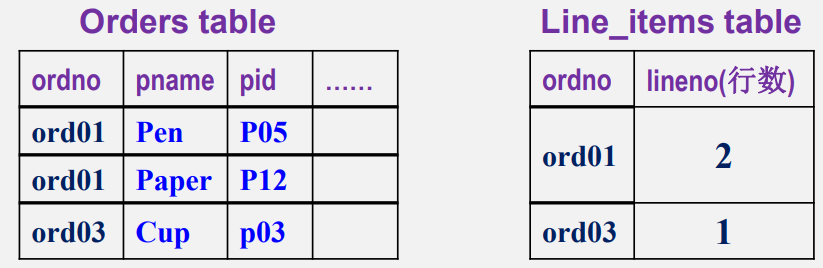 Orders table
ordno pname pid ......
ord01 Pen P05
ord01 Paper P12
ord03 Cup p03
Line_items table
ordno lineno(行数)
ord01 2
ord03 1